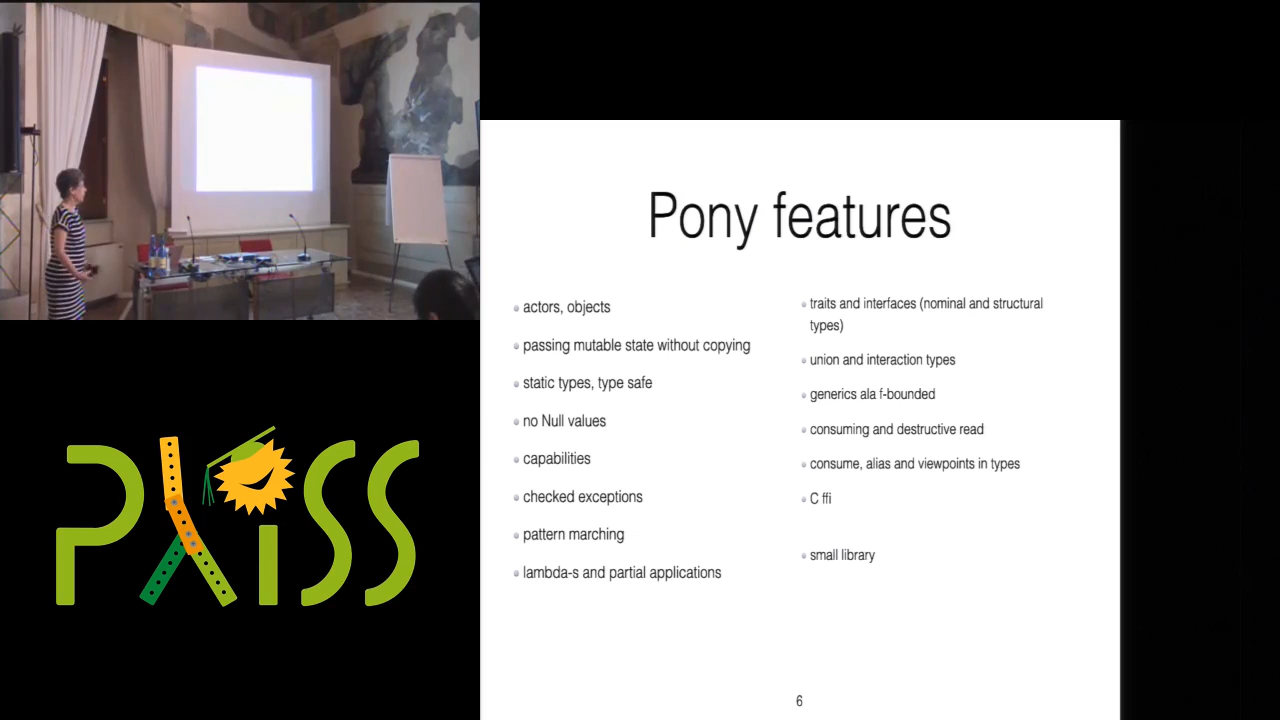 Pony features
actors, objects
passing mutable state without copying
static types, type safe
no Null values
capabilities
checked exceptions
pattern marching
lambda-s and partial applications
traits and interfaces (nominal and structural
types)
union and interaction types
generics ala f-bounded
consuming and destructive read
consume, alias and viewpoints in types
C ffi
small library
6
PλiSS